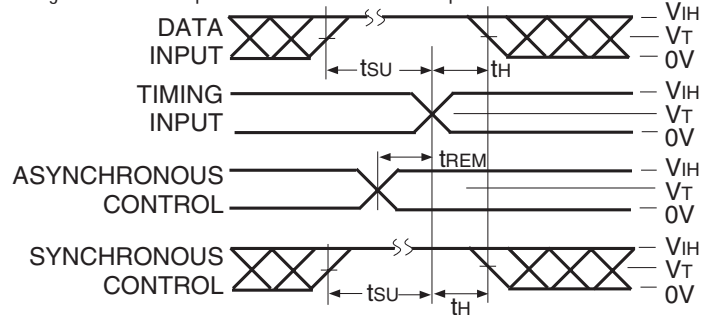 DATA
INPUT
tSU
tH
VIH
VT
0V
TIMING
INPUT
VIH
VT
0V
tREM
ASYNCHRONOUS
CONTROL
VIH
VT
0V
SYNCHRONOUS
CONTROL
tSU
tH
VIH
VT
0V